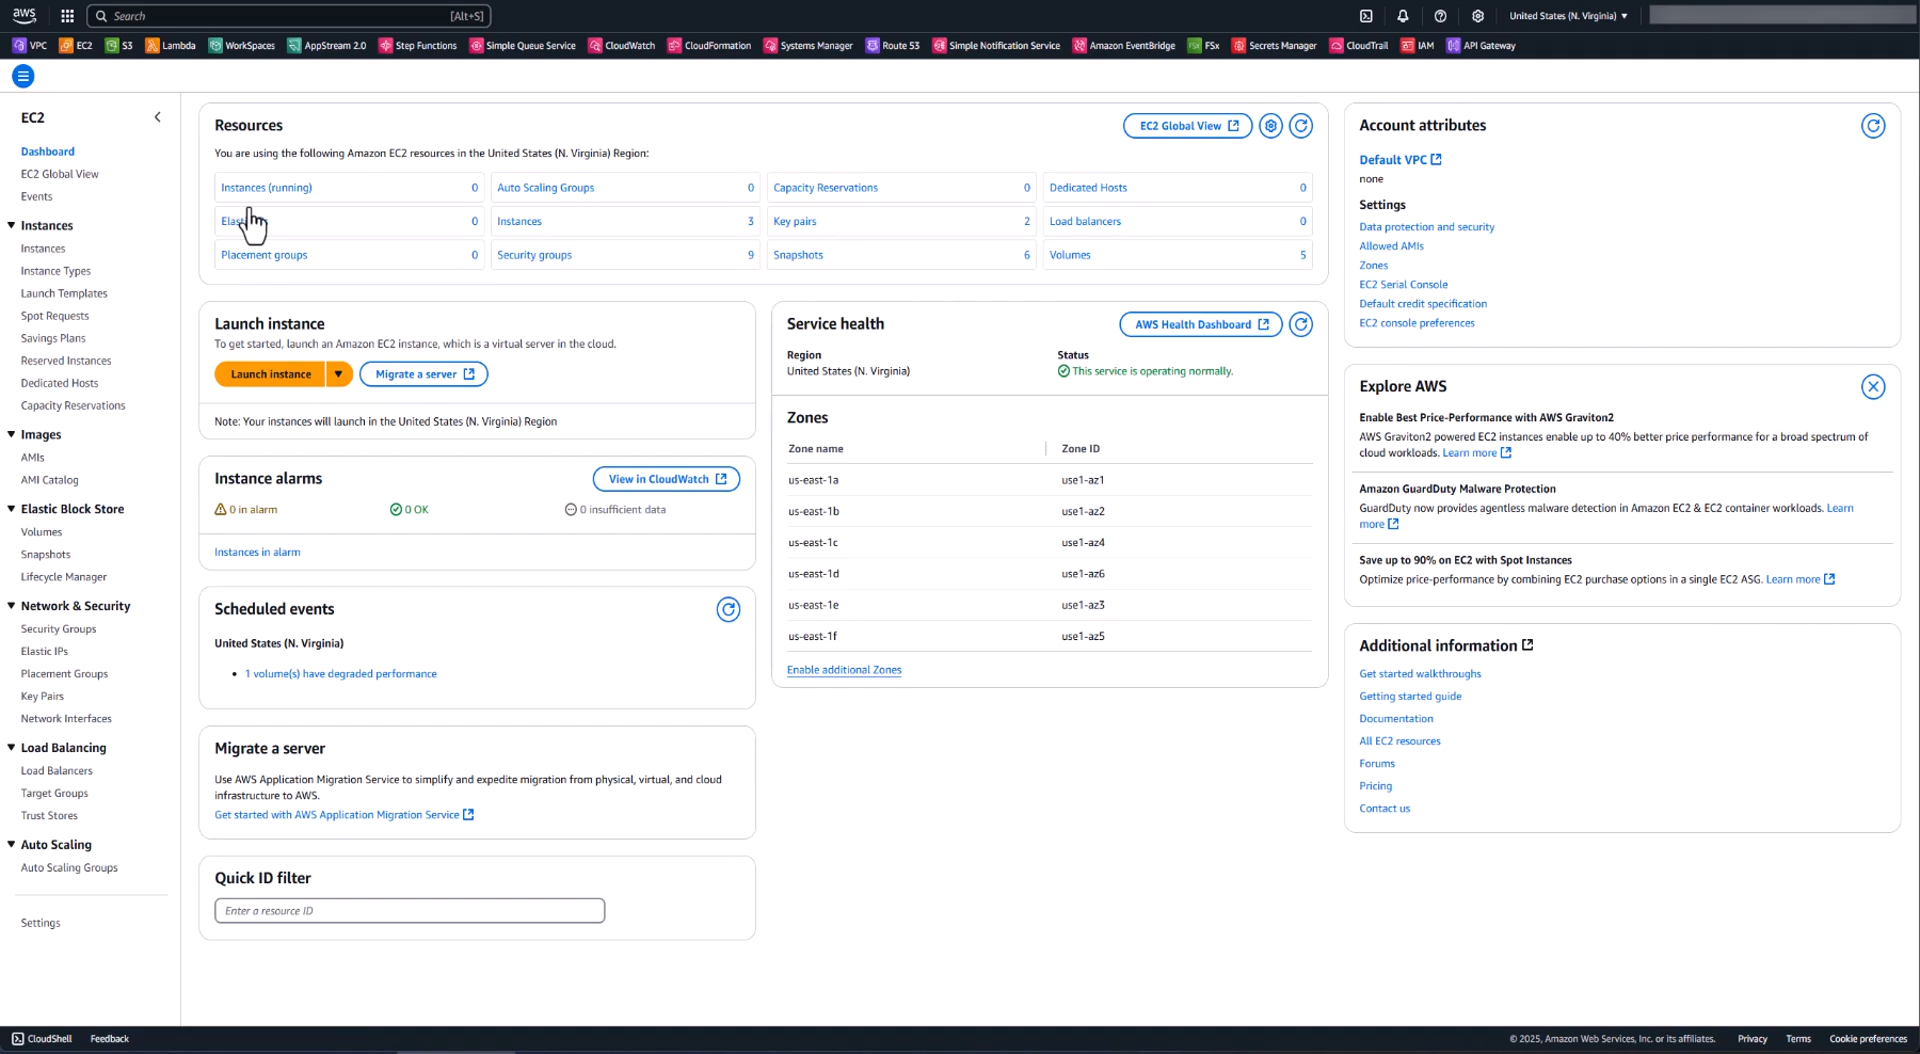 aws
Search [Alt+S]
United States (N. Virginia)
VPC EC2 S3 Lambda WorkSpaces AppStream 2.0 Step Functions Simple Queue Service CloudWatch CloudFormation Systems Manager Route 53 Simple Notification Service Amazon EventBridge FSx Secrets Manager CloudTrail IAM API Gateway
EC2
Dashboard
EC2 Global View
Events
Instances
Instances
Instance Types
Launch Templates
Spot Requests
Savings Plans
Reserved Instances
Dedicated Hosts
Capacity Reservations
Images
AMIs
AMI Catalog
Elastic Block Store
Volumes
Snapshots
Lifecycle Manager
Network & Security
Security Groups
Elastic IPs
Placement Groups
Key Pairs
Network Interfaces
Load Balancing
Load Balancers
Target Groups
Trust Stores
Auto Scaling
Auto Scaling Groups
Settings
Resources
EC2 Global View
You are using the following Amazon EC2 resources in the United States (N. Virginia) Region:
Instances (running) 0 Auto Scaling Groups 0 Capacity Reservations 0 Dedicated Hosts 0
0 Instances 3 Key pairs 2 Load balancers 0
Placement groups 0 Security groups 9 Snapshots 6 Volumes 5
Launch instance
To get started, launch an Amazon EC2 instance, which is a virtual server in the cloud.
Launch instance Migrate a server
Note: Your instances will launch in the United States (N. Virginia) Region
Instance alarms
View in CloudWatch
0 in alarm 0 OK 0 insufficient data
Instances in alarm
Scheduled events
United States (N. Virginia)
1 volume(s) have degraded performance
Migrate a server
Use AWS Application Migration Service to simplify and expedite migration from physical, virtual, and cloud
infrastructure to AWS.
Get started with AWS Application Migration Service
Quick ID filter
Enter a resource ID
Service health
AWS Health Dashboard
Region Status
United States (N. Virginia) This service is operating normally.
Zones
Zone name Zone ID
us-east-1a use1-az1
us-east-1b use1-az2
us-east-1c use1-az4
us-east-1d use1-az6
us-east-1e use1-az3
us-east-1f use1-az5
Enable additional Zones
Account attributes
Default VPC
none
Settings
Data protection and security
Allowed AMIs
Zones
EC2 Serial Console
Default credit specification
EC2 console preferences
Explore AWS
Enable Best Price-Performance with AWS Graviton2
AWS Graviton2 powered EC2 instances enable up to 40% better price performance for a broad spectrum of
cloud workloads. Learn more
Amazon GuardDuty Malware Protection
GuardDuty now provides agentless malware detection in Amazon EC2 & EC2 container workloads. Learn
more
Save up to 90% on EC2 with Spot Instances
Optimize price-performance by combining EC2 purchase options in a single EC2 ASG. Learn more
Additional information
Get started walkthroughs
Getting started guide
Documentation
All EC2 resources
Forums
Pricing
Contact us
CloudShell Feedback
© 2025, Amazon Web Services, Inc. or its affiliates. Privacy Terms Cookie preferences